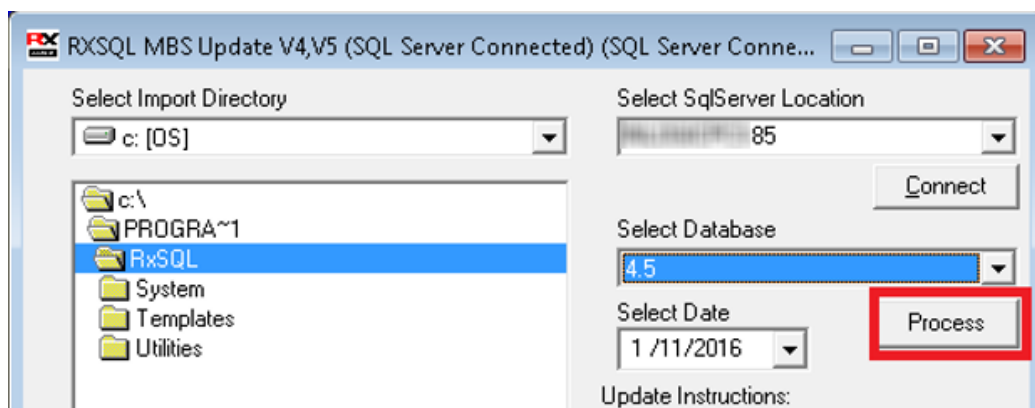 RX
RXSQL MBS Update V4,V5 (SQL Server Connected) (SQL Server Conne...
Select Import Directory
c: [OS]
c:\
PROGRA~1
RxSQL
System
Templates
Utilities
Select SqlServer Location
85
Connect
Select Database
4.5
Select Date
1 /11/2016
Process
Update Instructions: